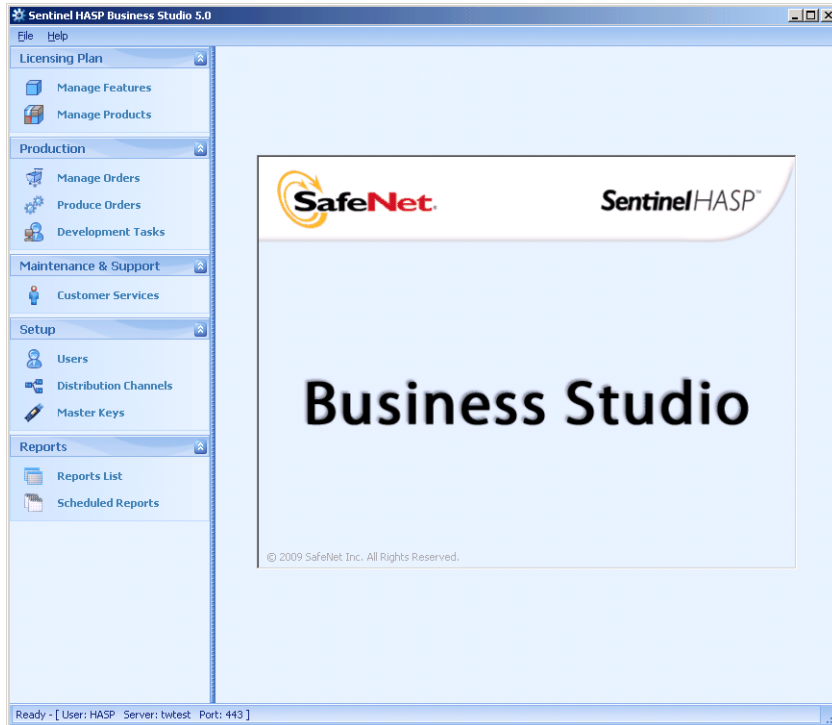 Sentinel HASP Business Studio 5.0
File Help
Licensing Plan
Manage Features
Manage Products
Production
Manage Orders
Produce Orders
Development Tasks
Maintenance & Support
Customer Services
Setup
Users
Distribution Channels
Master Keys
Reports
Reports List
Scheduled Reports
SafeNet.
Sentinel HASP™
Business Studio
© 2009 SafeNet Inc. All Rights Reserved.
Ready - [ User: HASP Server: twtest Port: 443 ]